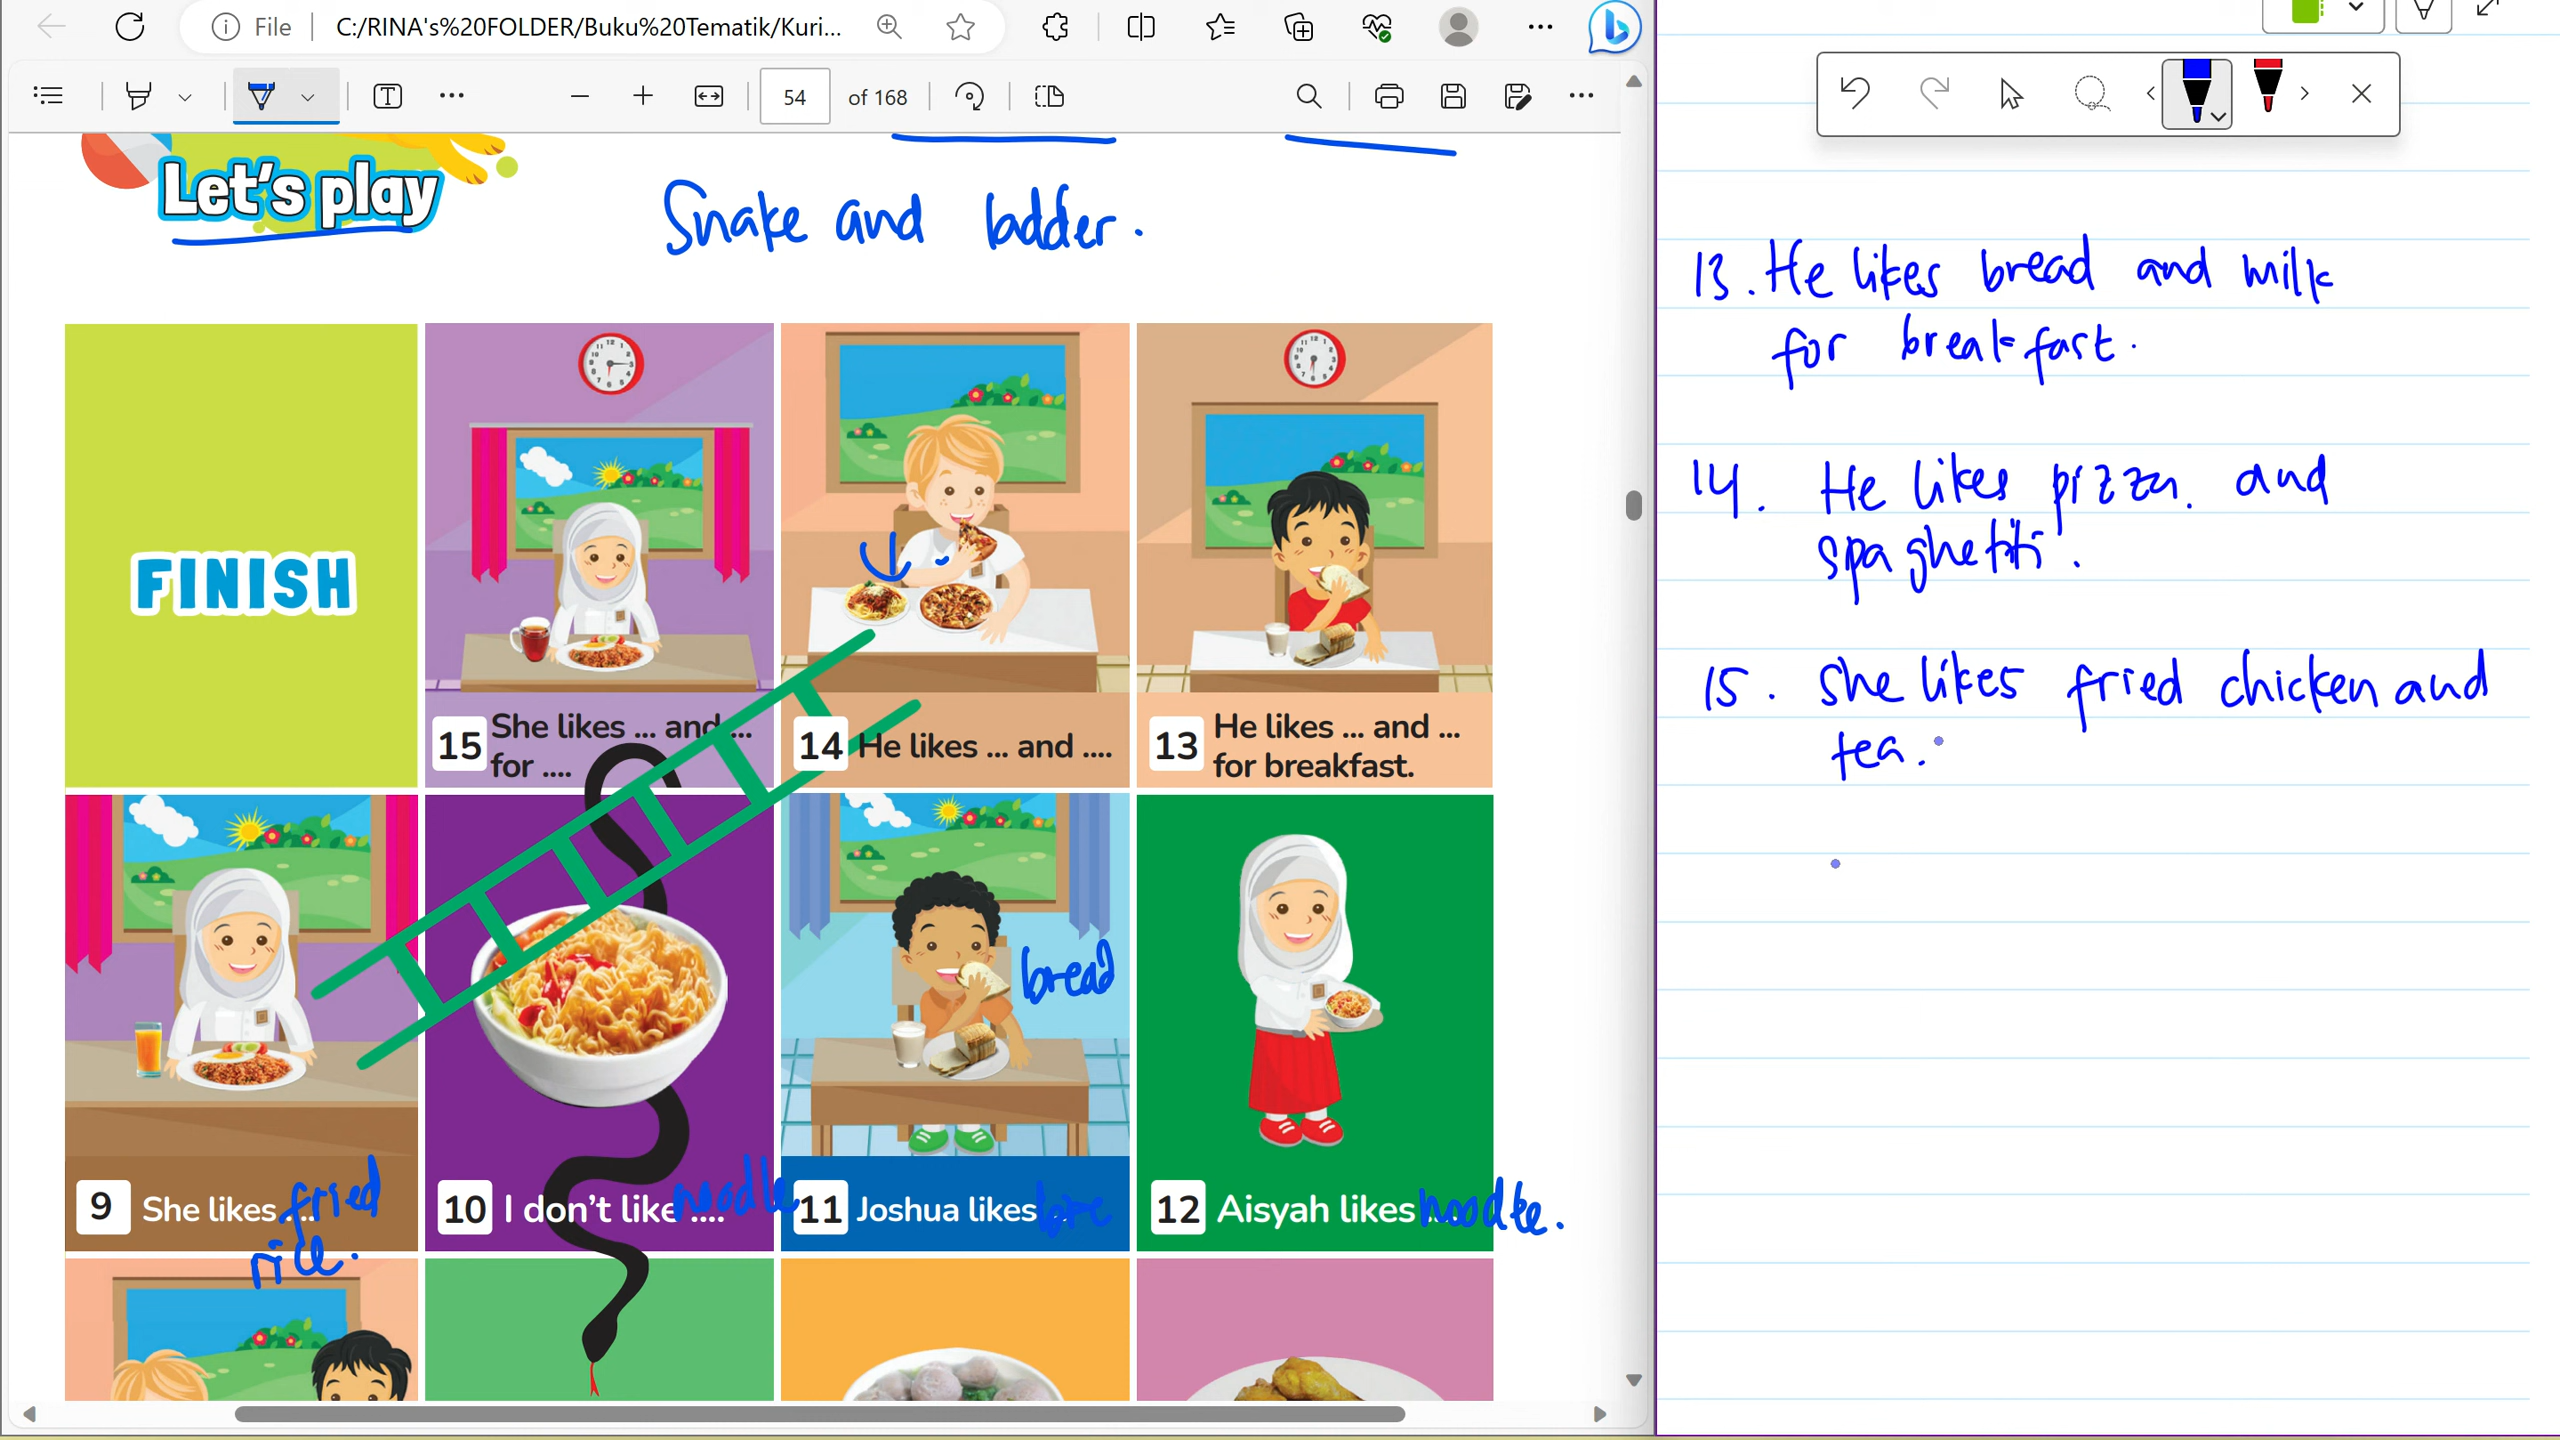 File
C:/RINA's%20FOLDER/Buku%20Tematik/Kuri...
54 of 168
Let's play
Snake and ladder.
FINISH
15 She likes ... and ...
for ....
14 He likes ... and ....
13 He likes ... and ...
for breakfast.
9 She likes .... fried
rice.
10 I don't like .... noodle
11 Joshua likes
bread
12 Aisyah likes noodle.
13. He likes bread and milk
for breakfast.
14. He likes pizza. and
spaghetti.
15. She likes fried chicken and
tea.